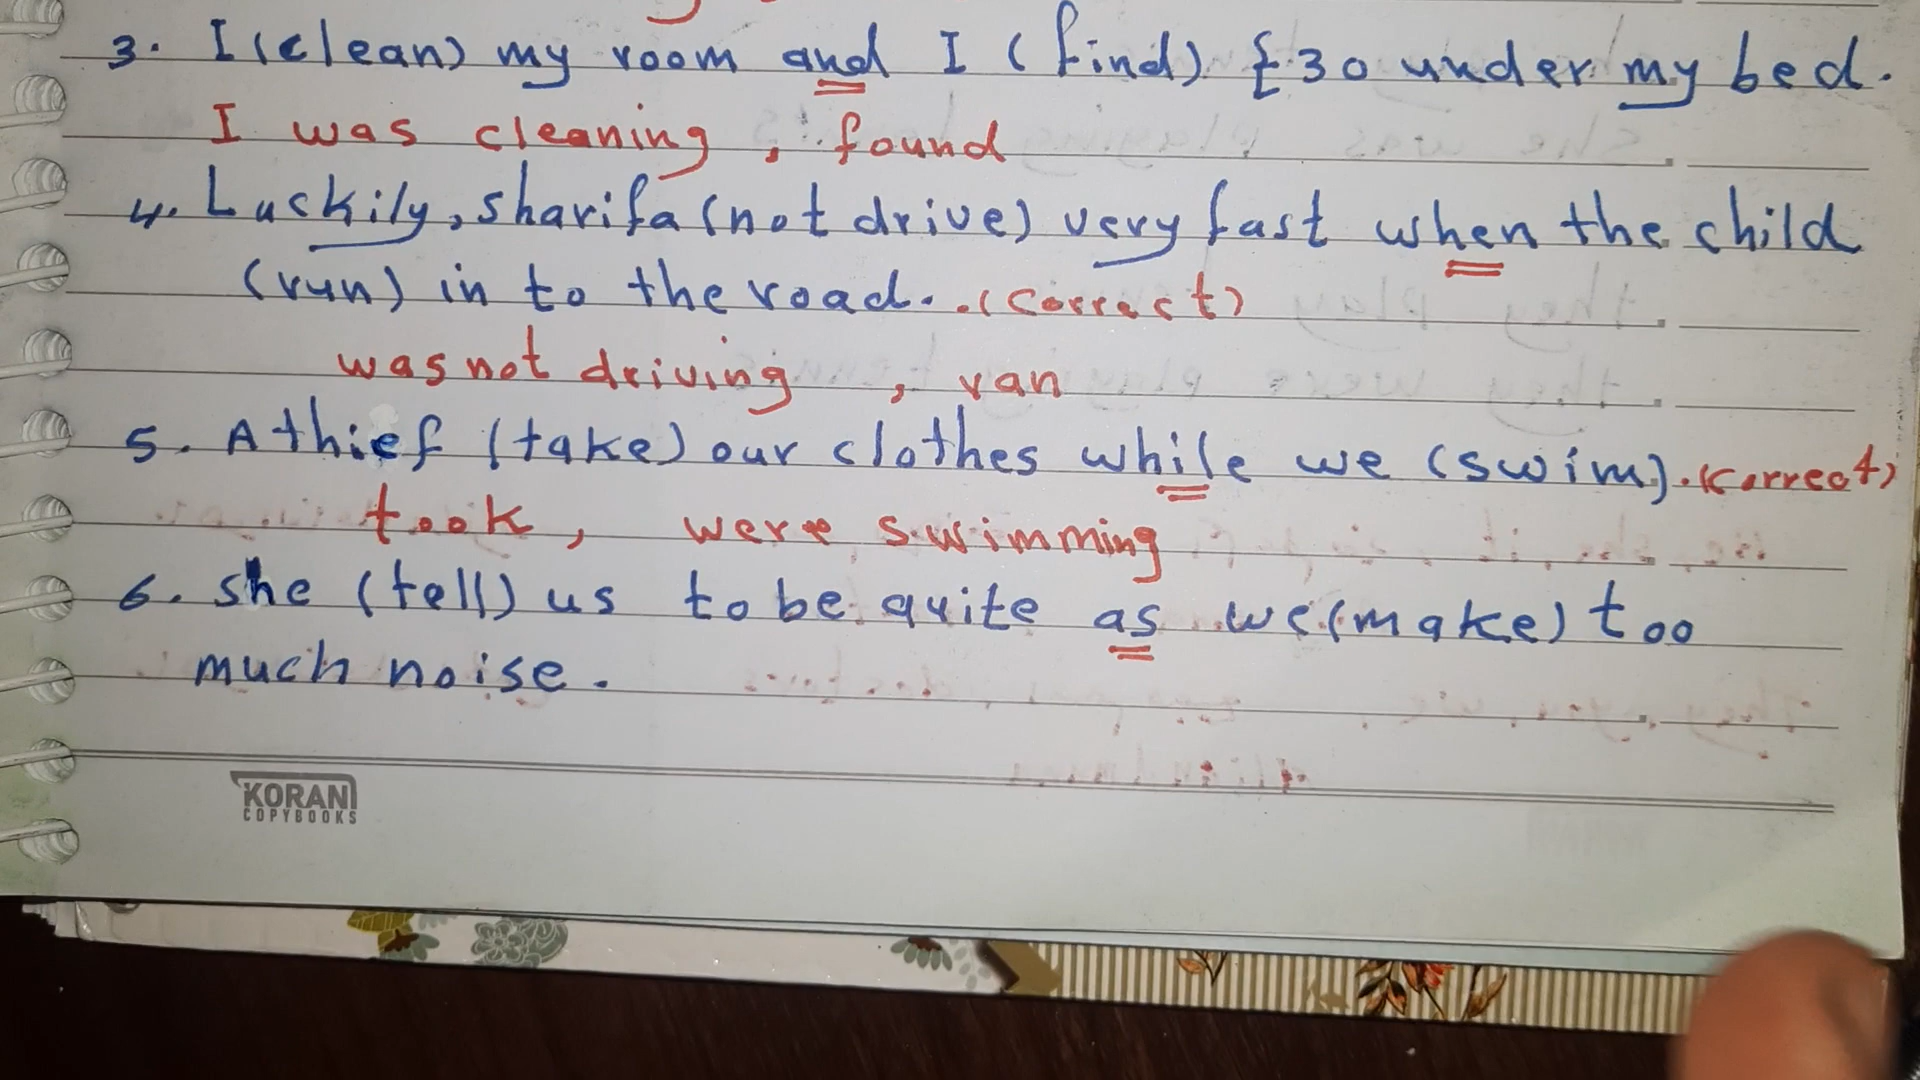 3. I (clean) my room and I (find) £30 under my bed.
I was cleaning, found
4. Luckily, sharifa (not drive) very fast when the child
(run) in to the road. (Correct)
was not driving, ran
5. A thief (take) our clothes while we (swim). (Correct)
took, were swimming
6. she (tell) us to be quite as we (make) too
much noise.
KORAN
COPYBOOKS